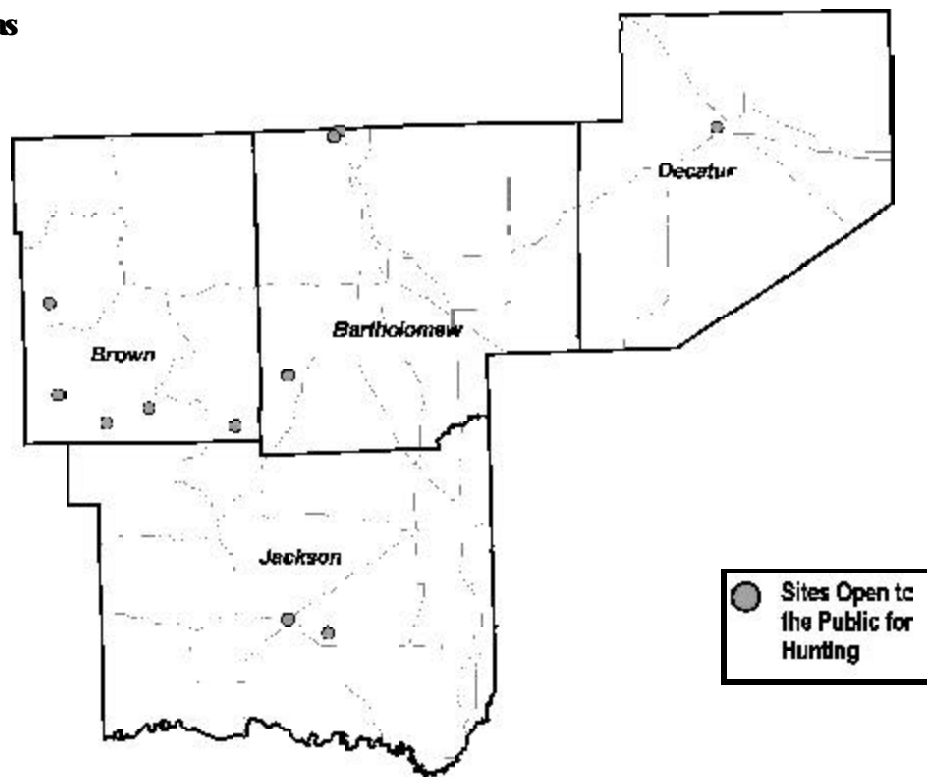 Decatur
Bartholomew
Brown
Jackson
Sites Open to
the Public for
Hunting